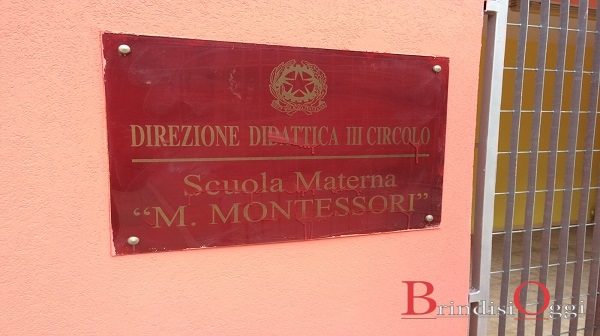 DIREZIONE DIDATTICA III CIRCOLO
Scuola Materna
"M. MONTESSORI"
BrindisiOggi